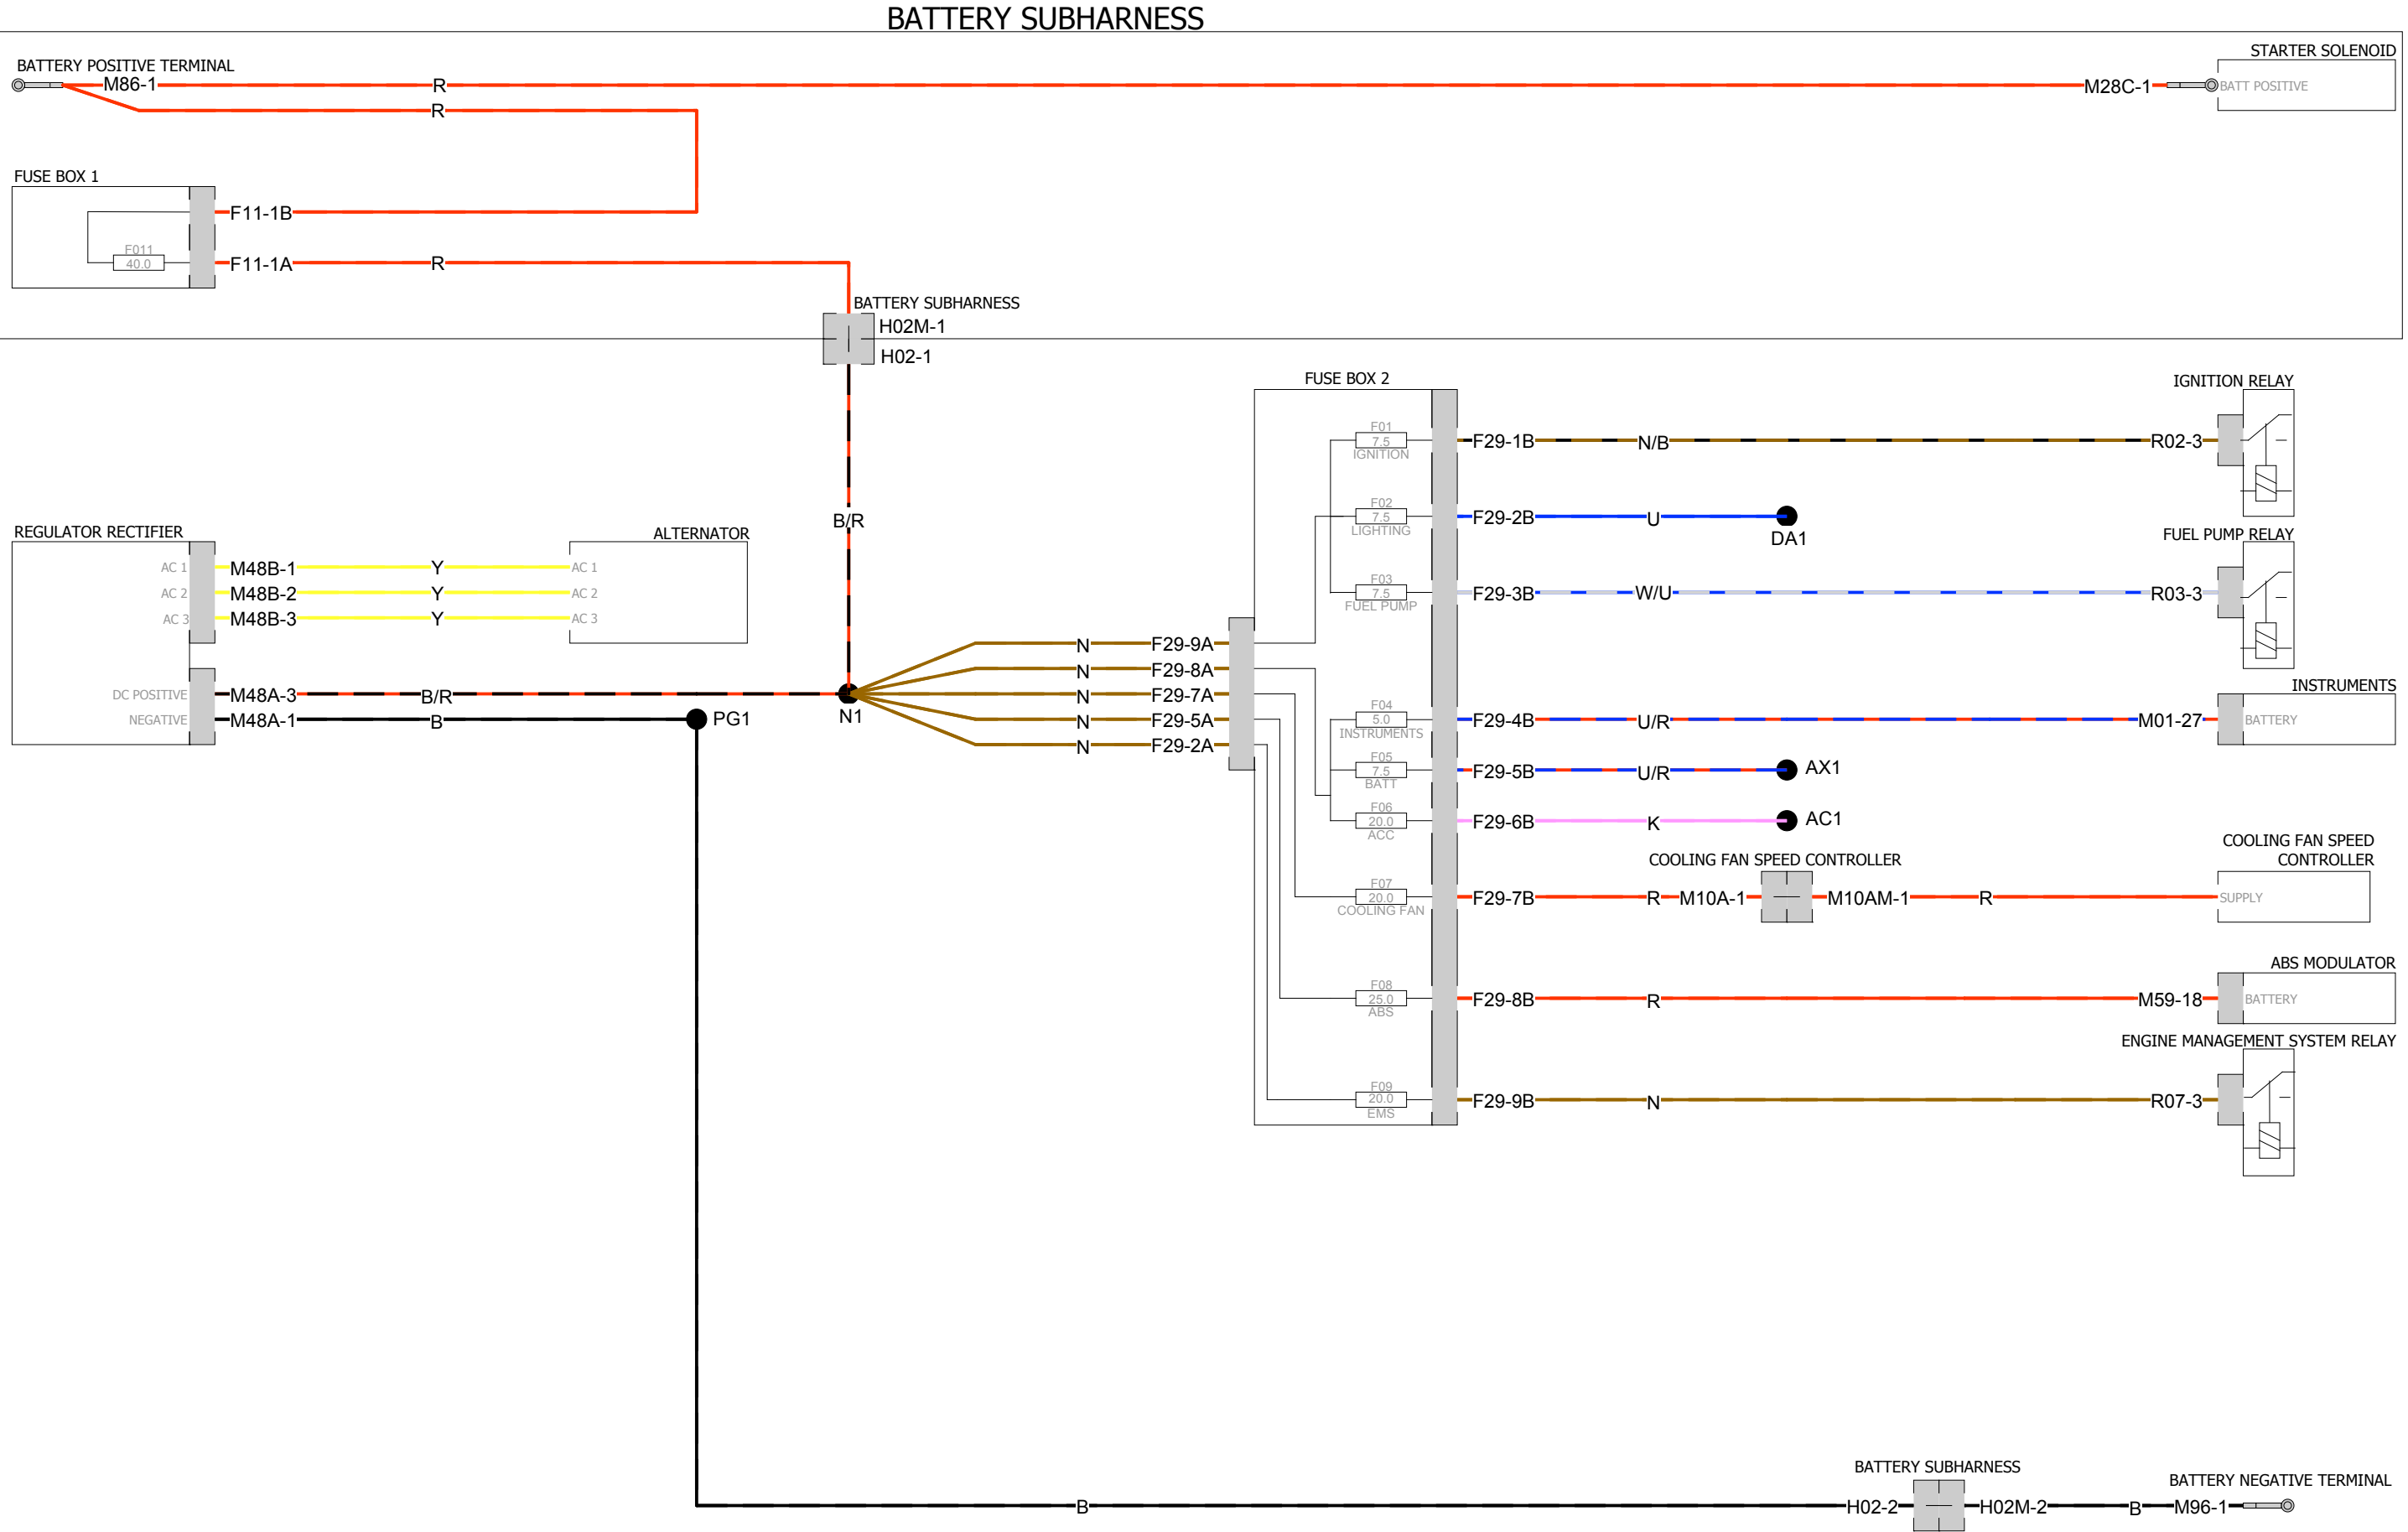 BATTERY SUBHARNESS
STARTER SOLENOID
BATTERY POSITIVE TERMINAL
M86-1 R M28C-1 BATT POSITIVE
R
FUSE BOX 1
F11-1B
F011
40.0
F11-1A R
BATTERY SUBHARNESS
H02M-1
H02-1
FUSE BOX 2
IGNITION RELAY
F01
7.5
IGNITION
F29-1B N/B R02-3
F02
7.5
LIGHTING
F29-2B U
DA1
B/R
FUEL PUMP RELAY
F03
7.5
FUEL PUMP
F29-3B W/U R03-3
REGULATOR RECTIFIER
ALTERNATOR
AC 1 M48B-1 Y AC 1
AC 2 M48B-2 Y AC 2
AC 3 M48B-3 Y AC 3
DC POSITIVE M48A-3 B/R
NEGATIVE M48A-1 B PG1
N1
N F29-9A
N F29-8A
N F29-7A
N F29-5A
N F29-2A
INSTRUMENTS
F04
5.0
INSTRUMENTS
F29-4B U/R M01-27 BATTERY
F05
7.5
BATT
F29-5B U/R AX1
F06
20.0
ACC
F29-6B K AC1
COOLING FAN SPEED
CONTROLLER
COOLING FAN SPEED CONTROLLER
F07
20.0
COOLING FAN
F29-7B R M10A-1 M10AM-1 R SUPPLY
ABS MODULATOR
F08
25.0
ABS
F29-8B R M59-18 BATTERY
ENGINE MANAGEMENT SYSTEM RELAY
F09
20.0
EMS
F29-9B N R07-3
BATTERY SUBHARNESS
BATTERY NEGATIVE TERMINAL
B H02-2 H02M-2 B M96-1